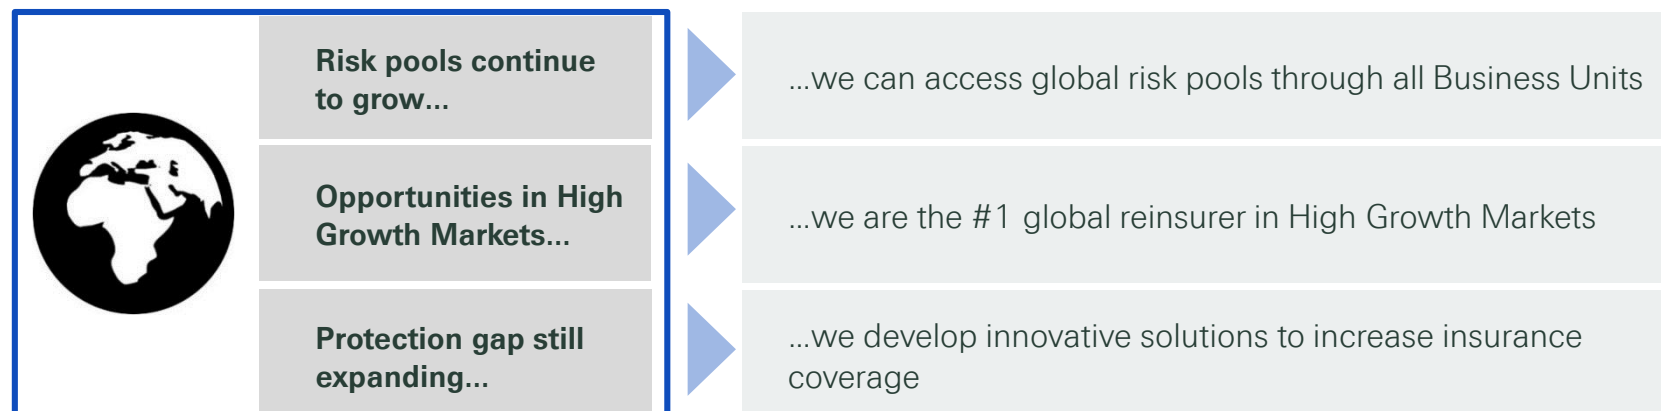 Risk pools continue
to grow...
...we can access global risk pools through all Business Units
Opportunities in High
Growth Markets...
...we are the #1 global reinsurer in High Growth Markets
Protection gap still
expanding...
...we develop innovative solutions to increase insurance
coverage